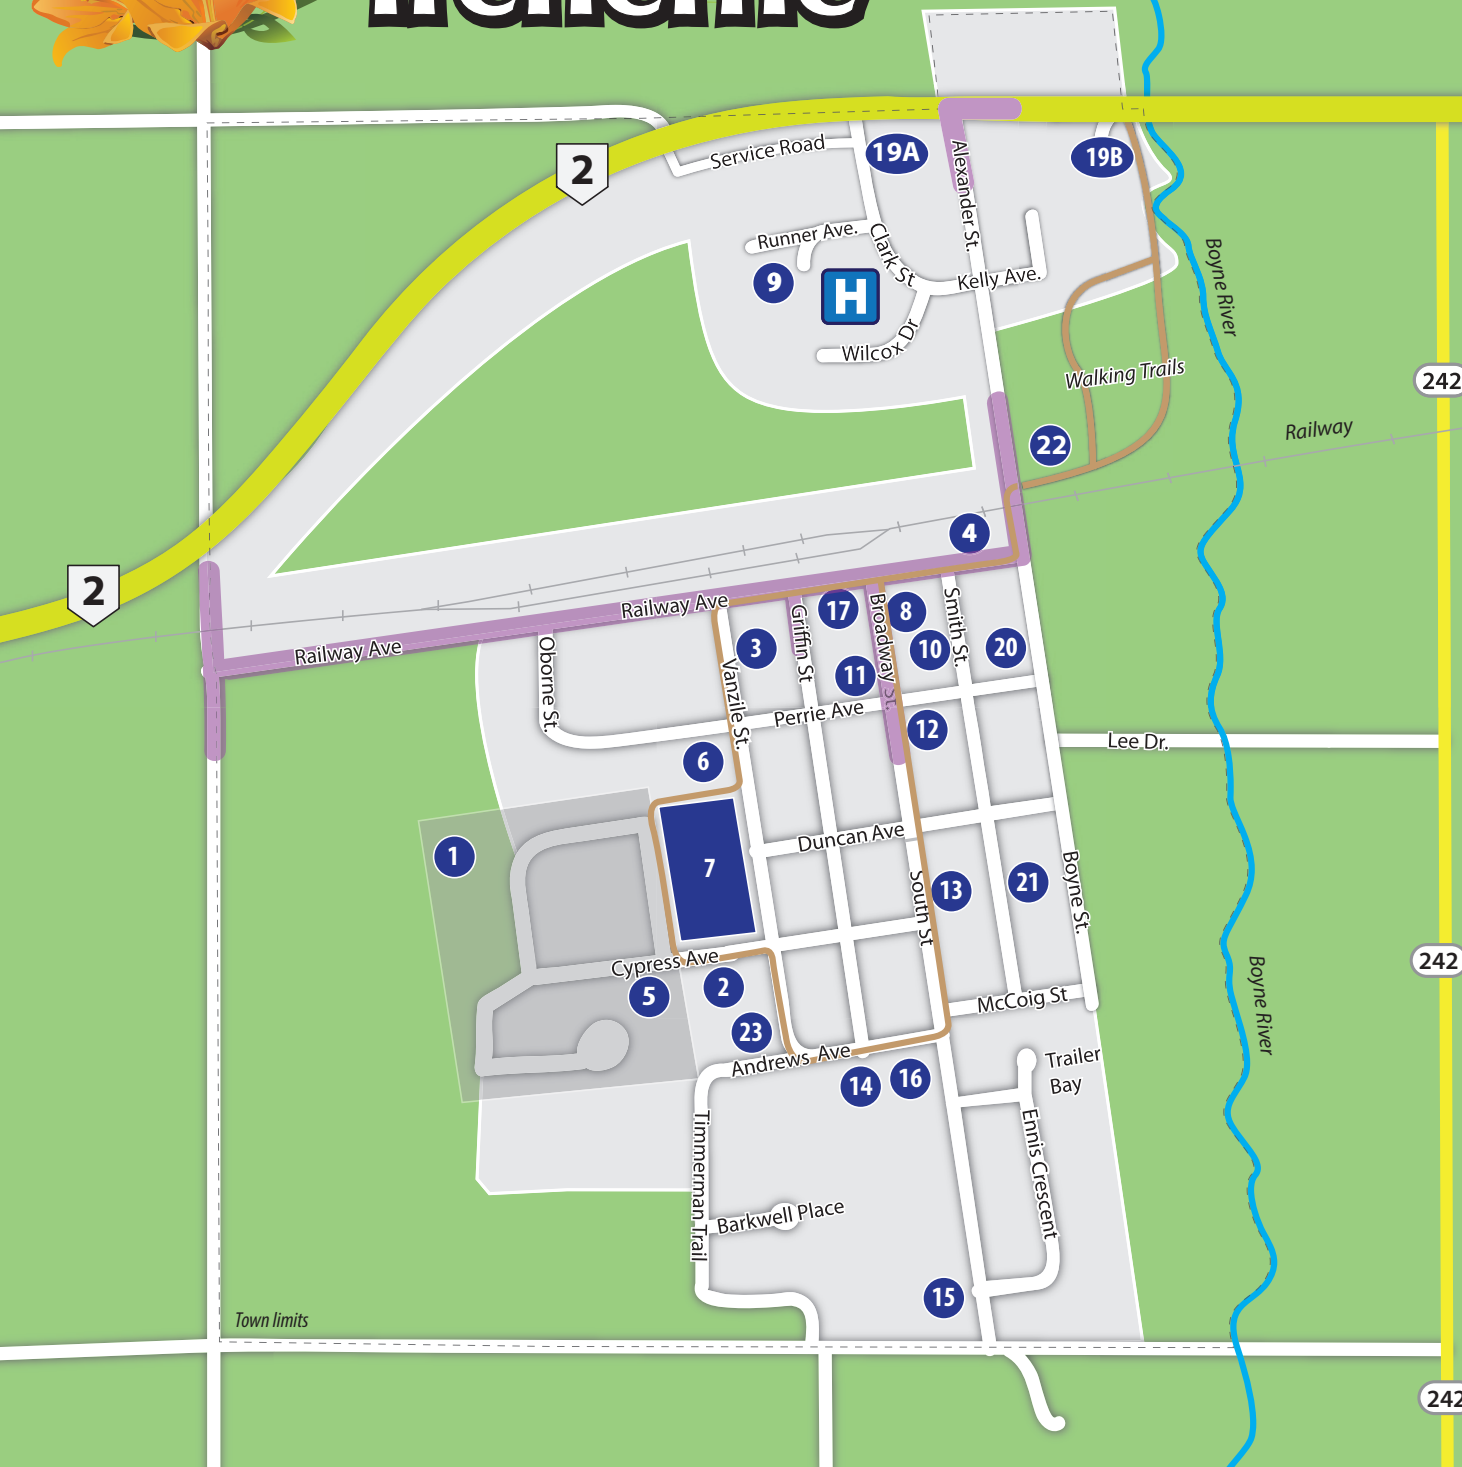 2
Service Road
19A
19B
Alexander St.
Runner Ave.
Clark St
9
H
Kelly Ave.
Wilcox Dr
Boyne River
Walking Trails
242
22
Railway
4
2
Railway Ave
Railway Ave
Oborne St.
3
Vanzile St.
Griffin St
17
Broadway St.
8
Smith St.
10
20
11
Perrie Ave
12
Lee Dr.
6
1
7
Duncan Ave
South St
13
21
Boyne St.
Cypress Ave
5
2
23
McCoig St
242
Boyne River
Andrews Ave
14
16
Trailer
Bay
Timmerman Trail
Ennis Crescent
Barkwell Place
15
Town limits
242